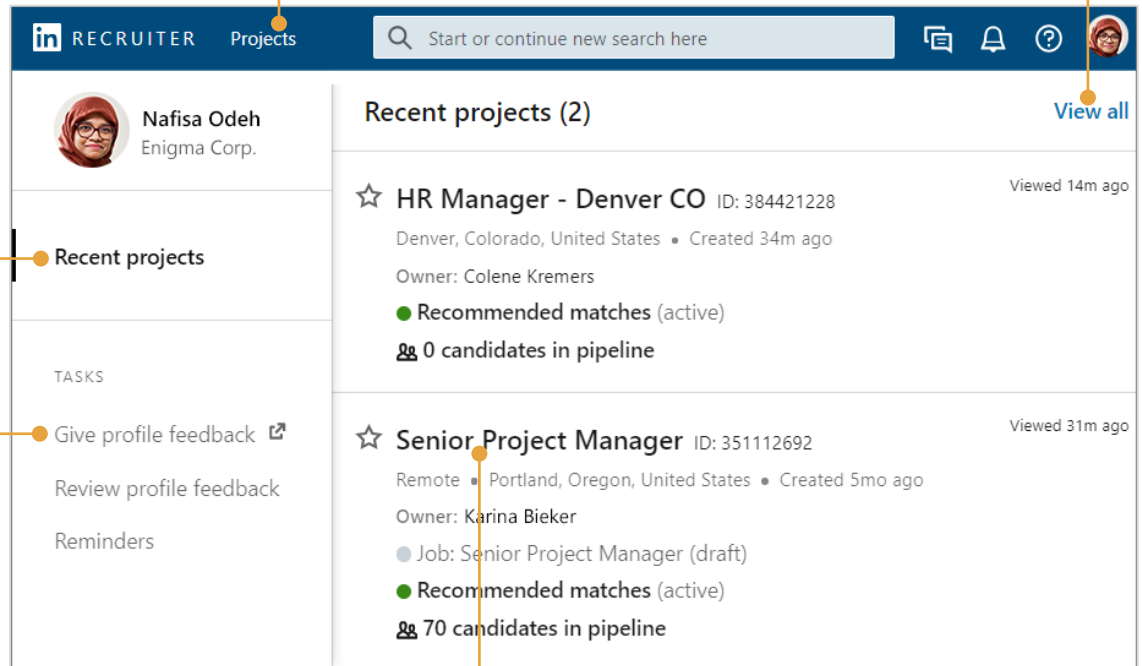 in RECRUITER Projects Start or continue new search here
Nafisa Odeh
Enigma Corp.
Recent projects
TASKS
Give profile feedback
Review profile feedback
Reminders
Recent projects (2) View all
HR Manager - Denver CO ID: 384421228 Viewed 14m ago
Denver, Colorado, United States • Created 34m ago
Owner: Colene Kremers
Recommended matches (active)
0 candidates in pipeline
Senior Project Manager ID: 351112692 Viewed 31m ago
Remote • Portland, Oregon, United States • Created 5mo ago
Owner: Karina Bieker
Job: Senior Project Manager (draft)
Recommended matches (active)
70 candidates in pipeline